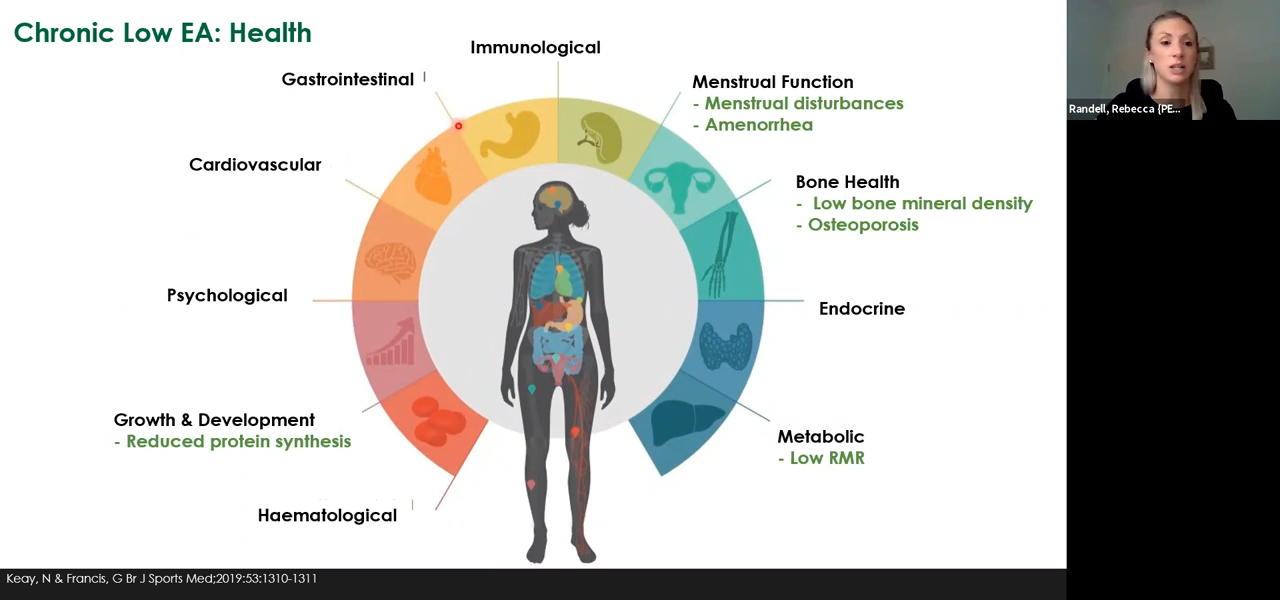 Chronic Low EA: Health
Immunological
Gastrointestinal
Menstrual Function
- Menstrual disturbances
- Amenorrhea
Cardiovascular
Bone Health
- Low bone mineral density
- Osteoporosis
Psychological
Endocrine
Growth & Development
- Reduced protein synthesis
Metabolic
- Low RMR
Haematological
Keay, N & Francis, G Br J Sports Med;2019:53:1310-1311
Randell, Rebecca {PE...